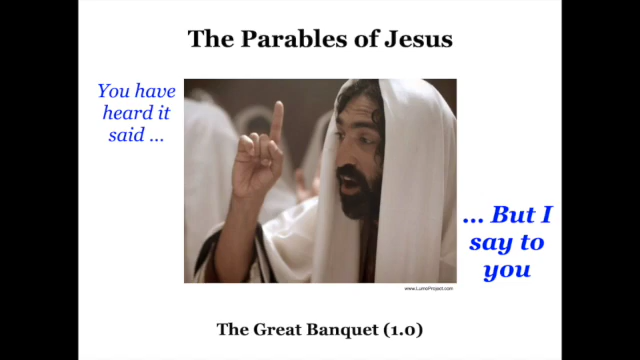 The Parables of Jesus
You have
heard it
said ...
... But I
say to
you
www.LumoProject.com
The Great Banquet (1.0)